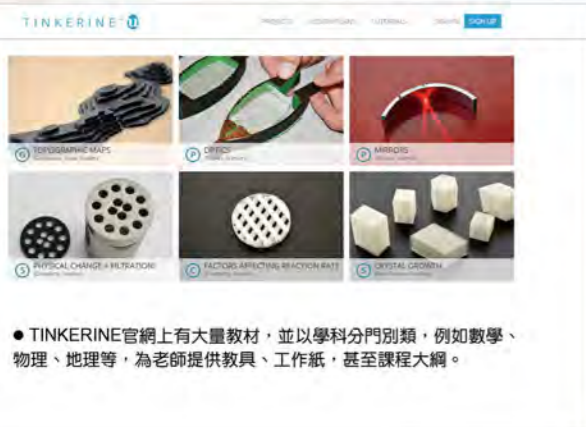 TINKERINE U
TUTORIALS SIGN UP
G TOPOGRAPHIC MAPS
P OPTICS
P MIRRORS
S PHYSICAL CHANGE + FILTRATION
C FACTORS AFFECTING REACTION RATE
S CRYSTAL GROWTH
● TINKERINE官網上有大量教材，並以學科分門別類，例如數學、
物理、地理等，為老師提供教具、工作紙，甚至課程大綱。